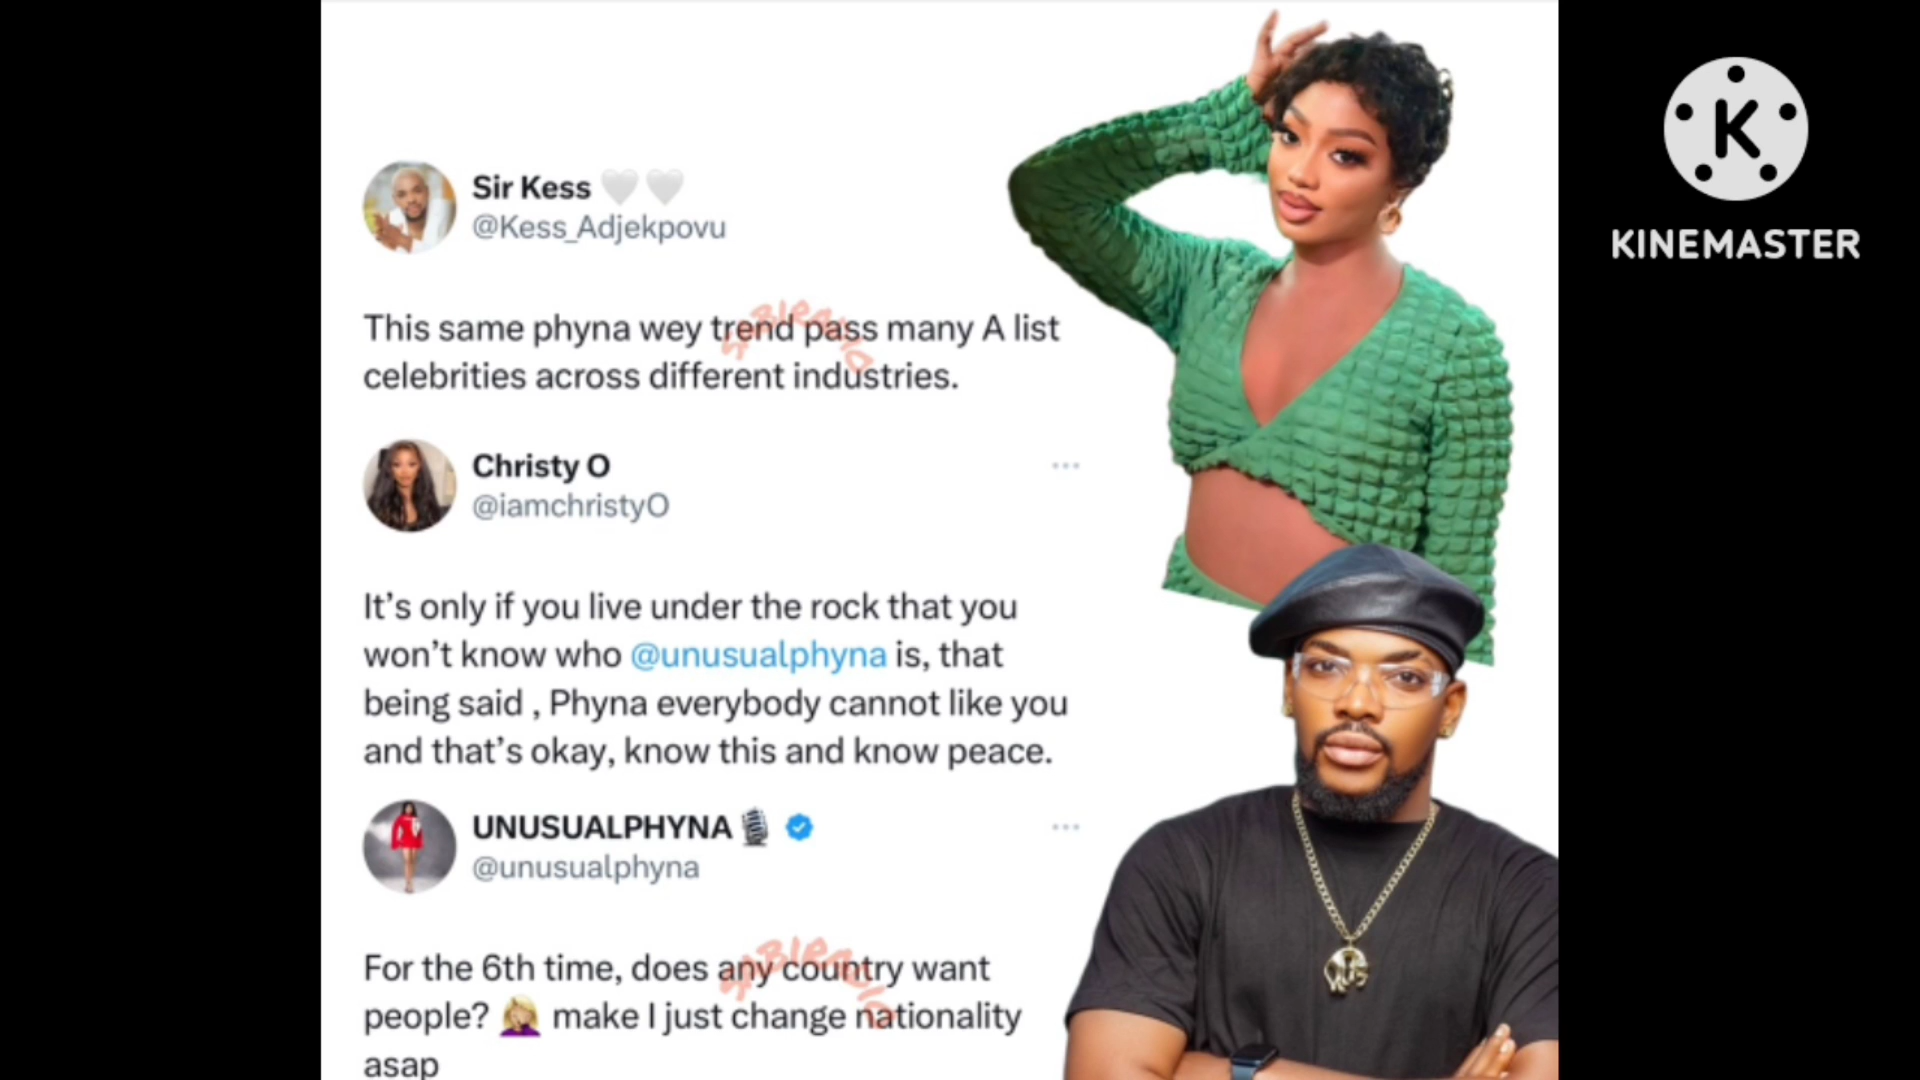 Sir Kess 🤍🤍
@Kess_Adjekpovu
This same phyna wey trend pass many A list
celebrities across different industries.
Christy O
@iamchristyO
It’s only if you live under the rock that you
won’t know who @unusualphyna is, that
being said , Phyna everybody cannot like you
and that’s okay, know this and know peace.
UNUSUALPHYNA🎙️
@unusualphyna
For the 6th time, does any country want
people? 🤦🏼‍♀️ make I just change nationality
asap
K
KINEMASTER